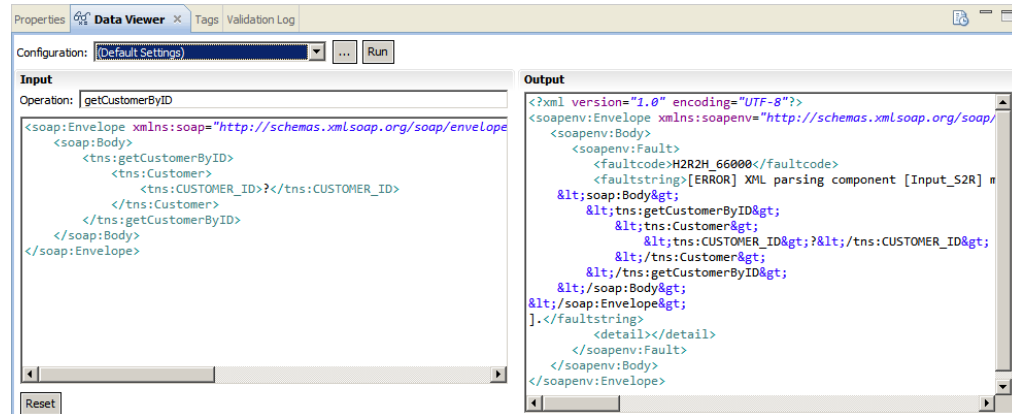 Properties Data Viewer Tags Validation Log
Configuration: (Default Settings) ... Run
Input
Operation: getCustomerByID
<soap:Envelope xmlns:soap="http://schemas.xmlsoap.org/soap/envelope
<soap:Body>
<tns:getCustomerByID>
<tns:Customer>
<tns:CUSTOMER_ID>?</tns:CUSTOMER_ID>
</tns:Customer>
</tns:getCustomerByID>
</soap:Body>
</soap:Envelope>
Reset
Output
<?xml version="1.0" encoding="UTF-8"?>
<soapenv:Envelope xmlns:soapenv="http://schemas.xmlsoap.org/soap/
<soapenv:Body>
<soapenv:Fault>
<faultcode>H2R2H_66000</faultcode>
<faultstring>[ERROR] XML parsing component [Input_S2R] m
&lt;soap:Body&gt;
&lt;tns:getCustomerByID&gt;
&lt;tns:Customer&gt;
&lt;tns:CUSTOMER_ID&gt;?&lt;/tns:CUSTOMER_ID&gt;
&lt;/tns:Customer&gt;
&lt;/tns:getCustomerByID&gt;
&lt;/soap:Body&gt;
&lt;/soap:Envelope&gt;
].</faultstring>
<detail></detail>
</soapenv:Fault>
</soapenv:Body>
</soapenv:Envelope>